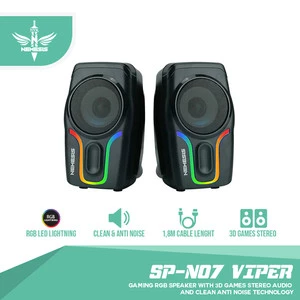 NEMESIS
NEMESIS
NEMESIS
RGB
RGB LED LIGHTNING
CLEAN & ANTI NOISE
1,8M CABLE LENGHT
3D GAMES STEREO
SP-N07 VIPER
GAMING RGB SPEAKER WITH 3D GAMES STEREO AUDIO
AND CLEAN ANTI NOISE TECHNOLOGY